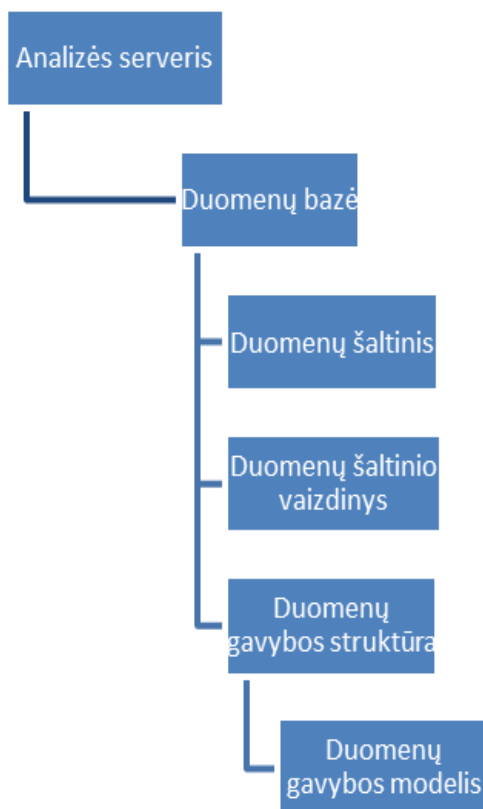 Analizės serveris
Duomenų bazė
Duomenų šaltinis
Duomenų šaltinio
vaizdinys
Duomenų
gavybos struktūra
Duomenų
gavybos modelis